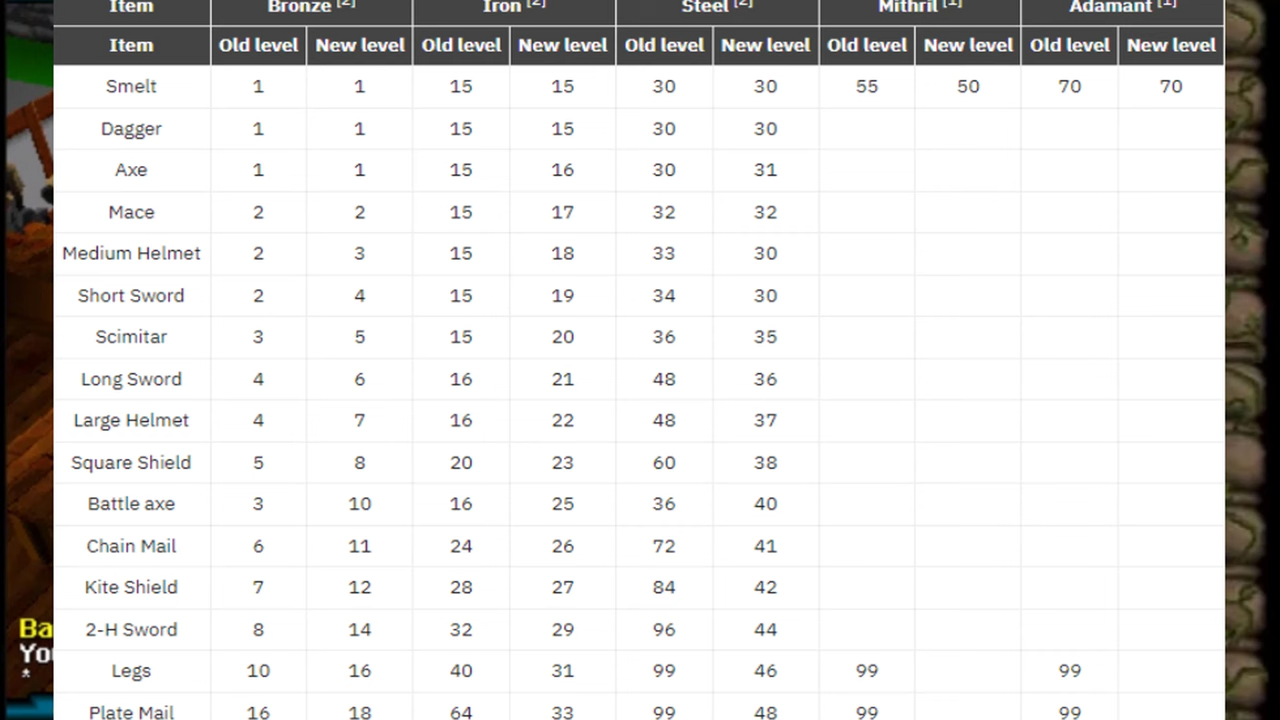 Item Bronze [2] Iron [2] Steel [2] Mithril [1] Adamant [1]
Item Old level New level Old level New level Old level New level Old level New level Old level New level
Smelt 1 1 15 15 30 30 55 50 70 70
Dagger 1 1 15 15 30 30
Axe 1 1 15 16 30 31
Mace 2 2 15 17 32 32
Medium Helmet 2 3 15 18 33 30
Short Sword 2 4 15 19 34 30
Scimitar 3 5 15 20 36 35
Long Sword 4 6 16 21 48 36
Large Helmet 4 7 16 22 48 37
Square Shield 5 8 20 23 60 38
Battle axe 3 10 16 25 36 40
Chain Mail 6 11 24 26 72 41
Kite Shield 7 12 28 27 84 42
Ba
2-H Sword 8 14 32 29 96 44
You
*
Legs 10 16 40 31 99 46 99 99
Plate Mail 16 18 64 33 99 48 99 99